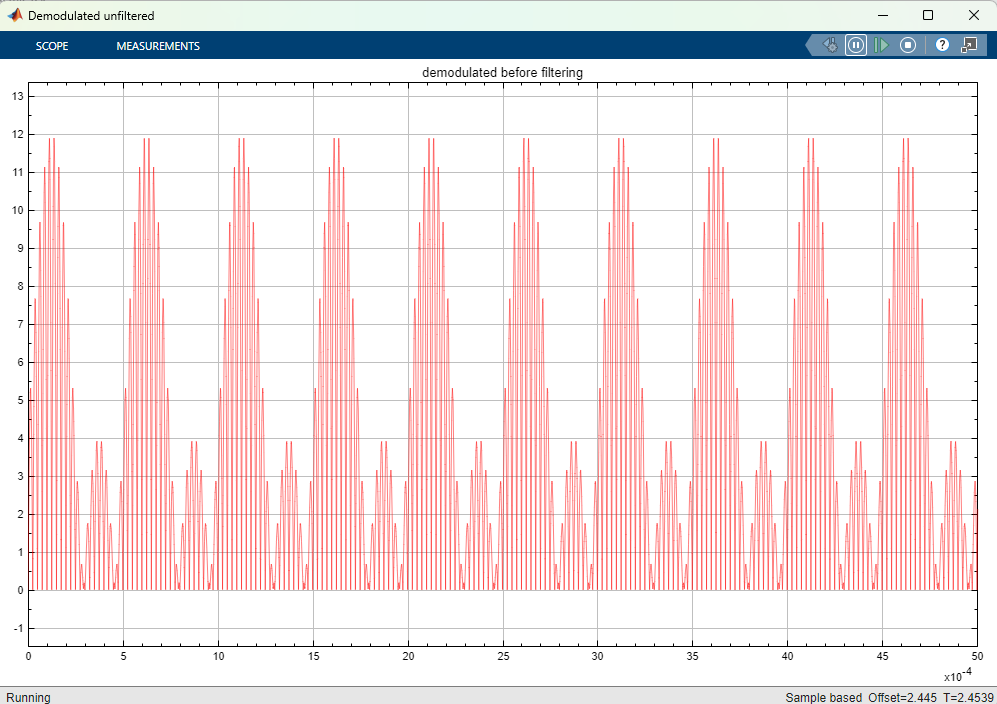 Demodulated unfiltered
SCOPE MEASUREMENTS
?
demodulated before filtering
13
12
11
10
9
8
7
6
5
4
3
2
1
0
-1
0 5 10 15 20 25 30 35 40 45 50
x10-4
Running Sample based Offset=2.445 T=2.4539